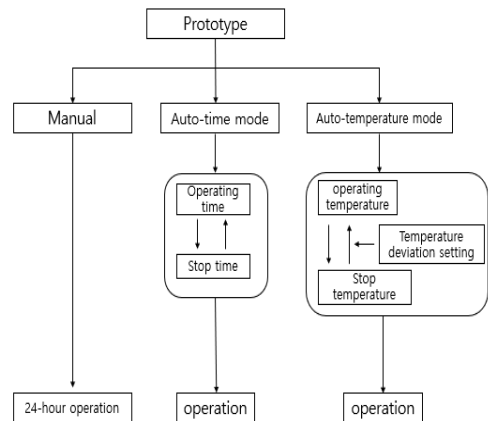 Prototype
Manual
Auto-time mode
Auto-temperature mode
Operating
time
Stop time
operating
temperature
Temperature
deviation setting
Stop
temperature
24-hour operation
operation
operation